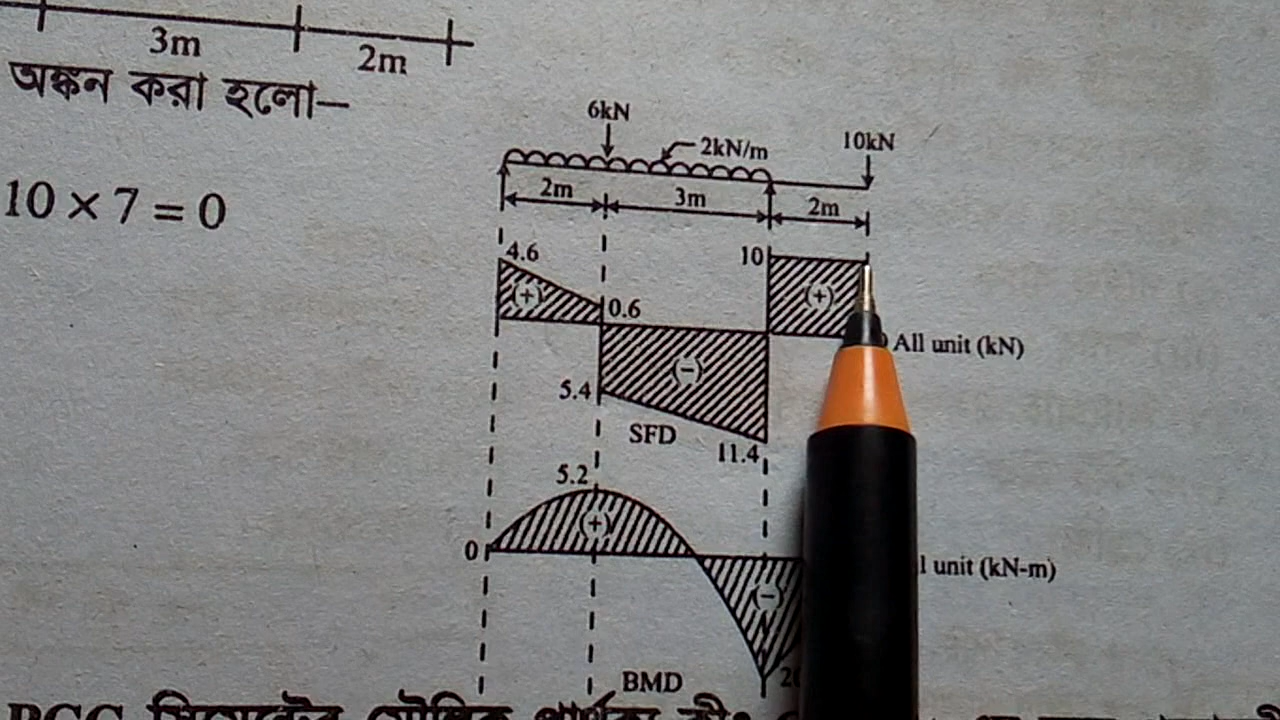 3m
2m
অঙ্কন করা হলো–
10 × 7 = 0
6kN
2kN/m
10kN
2m
3m
2m
4.6
(+)
0.6
10
(+)
All unit (kN)
(−)
5.4
SFD
11.4
5.2
(+)
0
unit (kN-m)
(−)
BMD